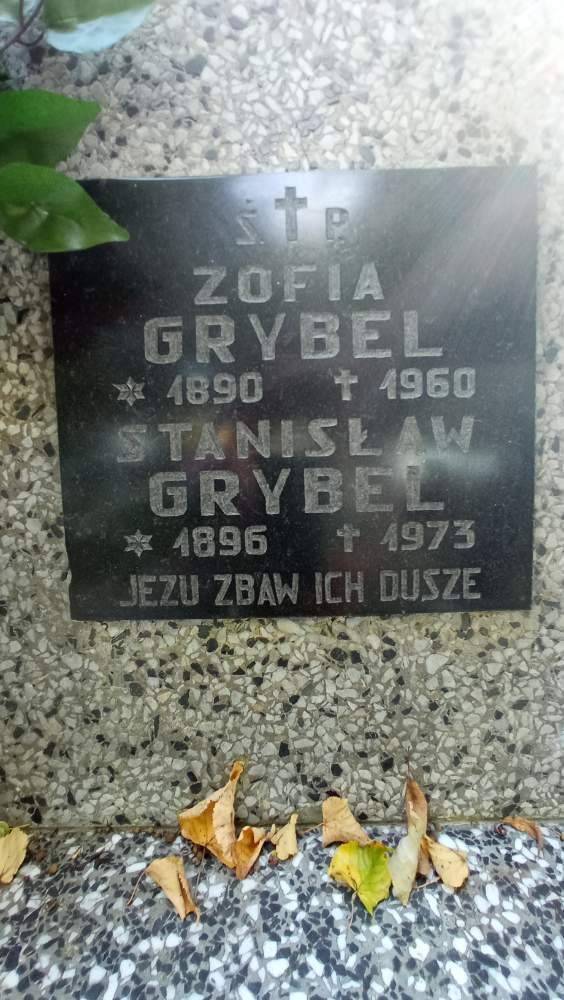 Ś. † P.
ZOFIA
GRYBEL
* 1890 † 1960
STANISŁAW
GRYBEL
* 1896 † 1973
JEZU ZBAW ICH DUSZE